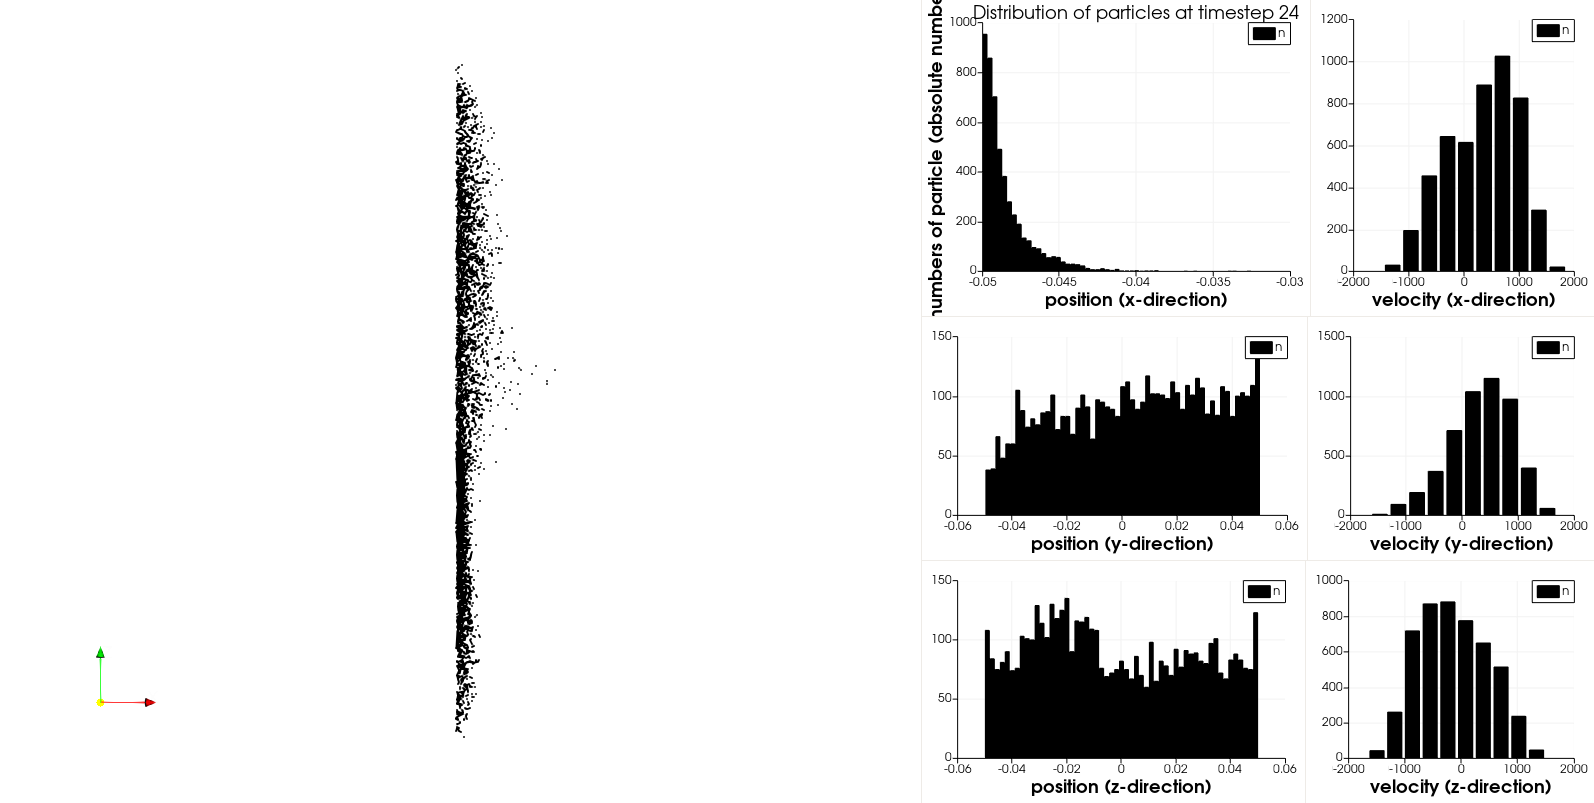 Distribution of particles at timestep 24
numbers of particle (absolute numbe
1000
800
600
400
200
0
n
-0.05 -0.045 -0.04 -0.035 -0.03
position (x-direction)
1200
1000
800
600
400
200
0
n
-2000 -1000 0 1000 2000
velocity (x-direction)
150
100
50
0
n
-0.06 -0.04 -0.02 0 0.02 0.04 0.06
position (y-direction)
1500
1000
500
0
n
-2000 -1000 0 1000 2000
velocity (y-direction)
150
100
50
0
n
-0.06 -0.04 -0.02 0 0.02 0.04 0.06
position (z-direction)
1000
800
600
400
200
0
n
-2000 -1000 0 1000 2000
velocity (z-direction)